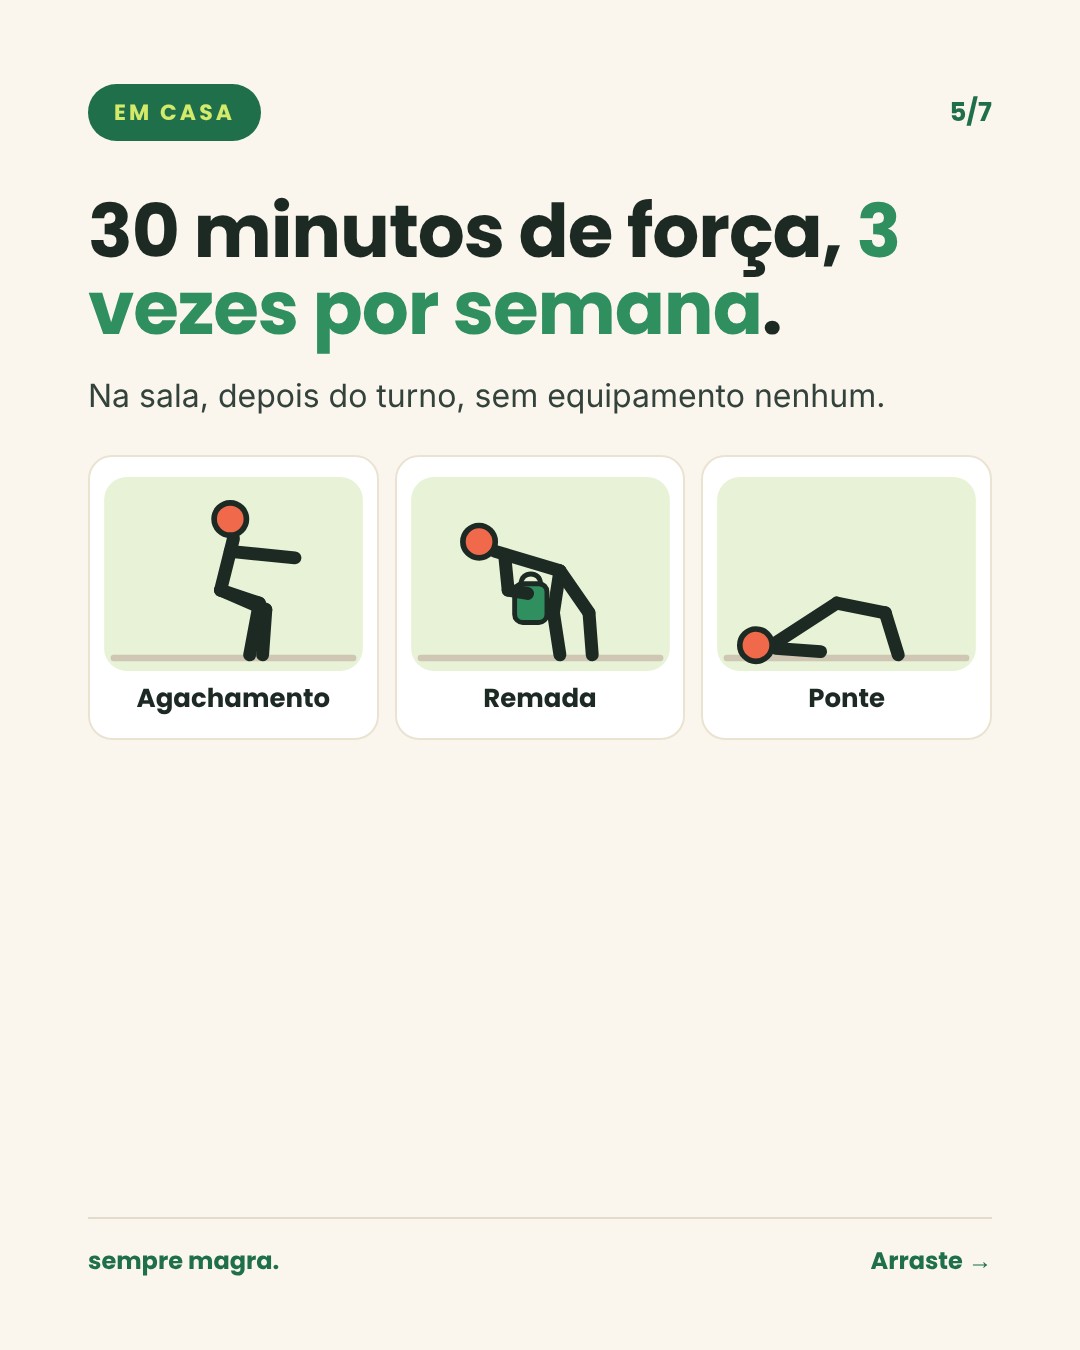 EM CASA
5/7
30 minutos de força, 3
vezes por semana.
Na sala, depois do turno, sem equipamento nenhum.
Agachamento
Remada
Ponte
sempre magra.
Arraste →